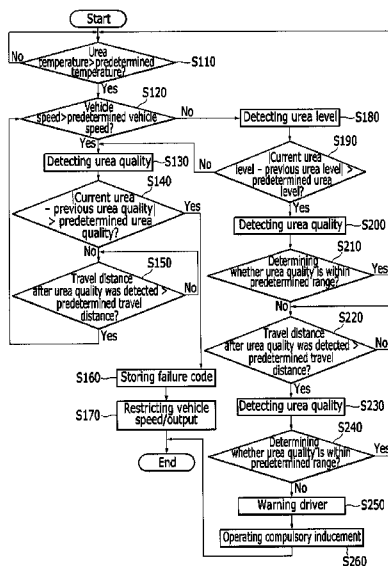 Start
Urea
temperature>predetermined
temperature?
No
S110
Yes
S120
Vehicle
speed>predetermined vehicle
speed?
No
Yes
Detecting urea quality
S130
S140
|Current urea
– previous urea quality|
> predetermined urea
quality?
Yes
No
S150
Travel distance
after urea quality was detected >
predetermined travel
distance?
No
Yes
S160
Storing failure code
S170
Restricting vehicle
speed/output
End
Detecting urea level
S180
S190
|Current urea
level – previous urea level| >
predetermined urea
level?
No
Yes
S200
Detecting urea quality
S210
Determining
whether urea quality is within
predetermined range?
Yes
No
S220
Travel distance
after urea quality was detected >
predetermined travel
distance?
No
Yes
Detecting urea quality
S230
S240
Determining
whether urea quality is within
predetermined range?
Yes
No
Warning driver
S250
Operating compulsory inducement
S260